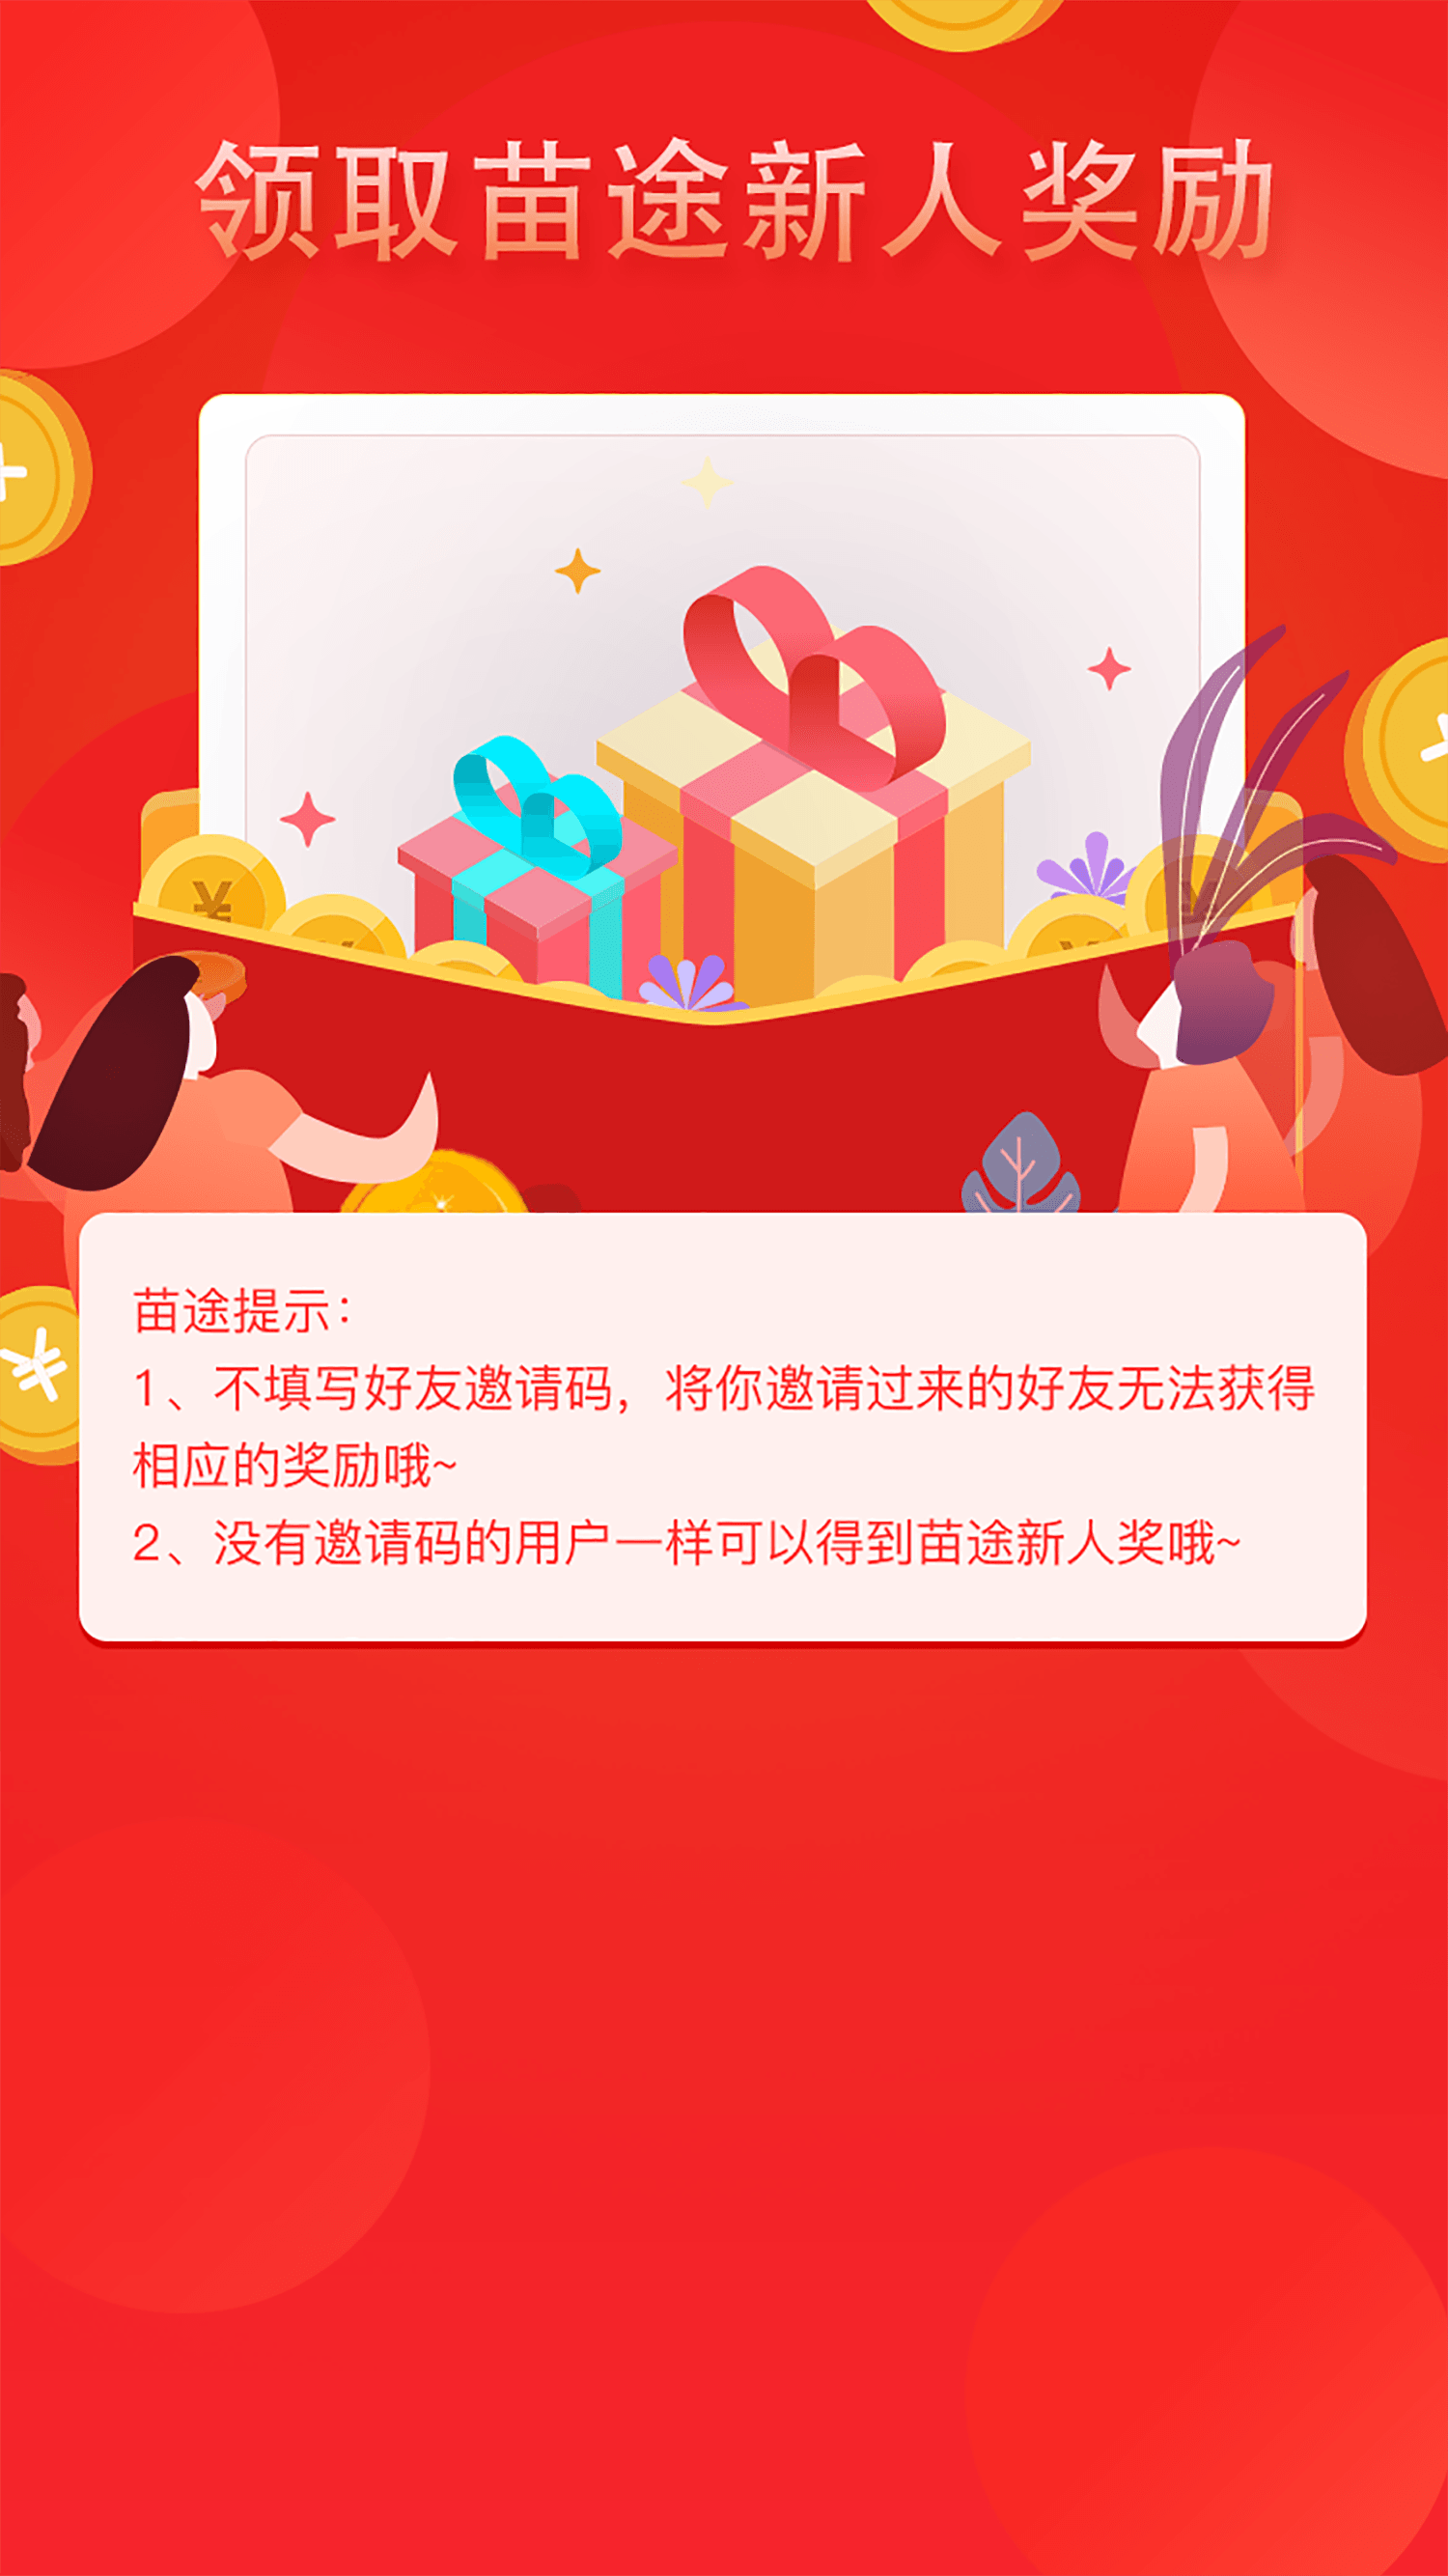 领取苗途新人奖励
苗途提示：
1、不填写好友邀请码，将你邀请过来的好友无法获得
相应的奖励哦~
2、没有邀请码的用户一样可以得到苗途新人奖哦~